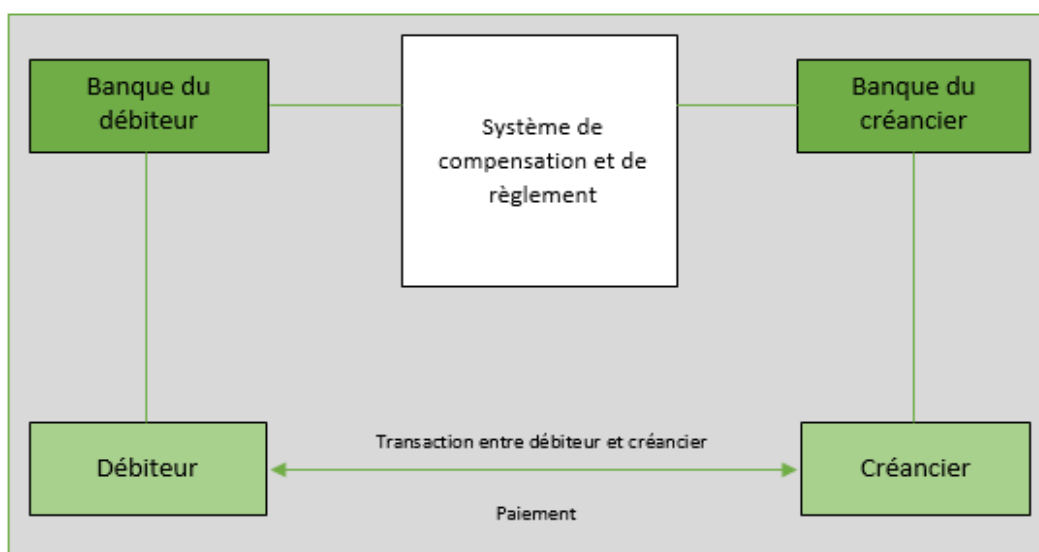 Banque du
débiteur
Système de
compensation et de
règlement
Banque du
créancier
Débiteur
Transaction entre débiteur et créancier
Paiement
Créancier